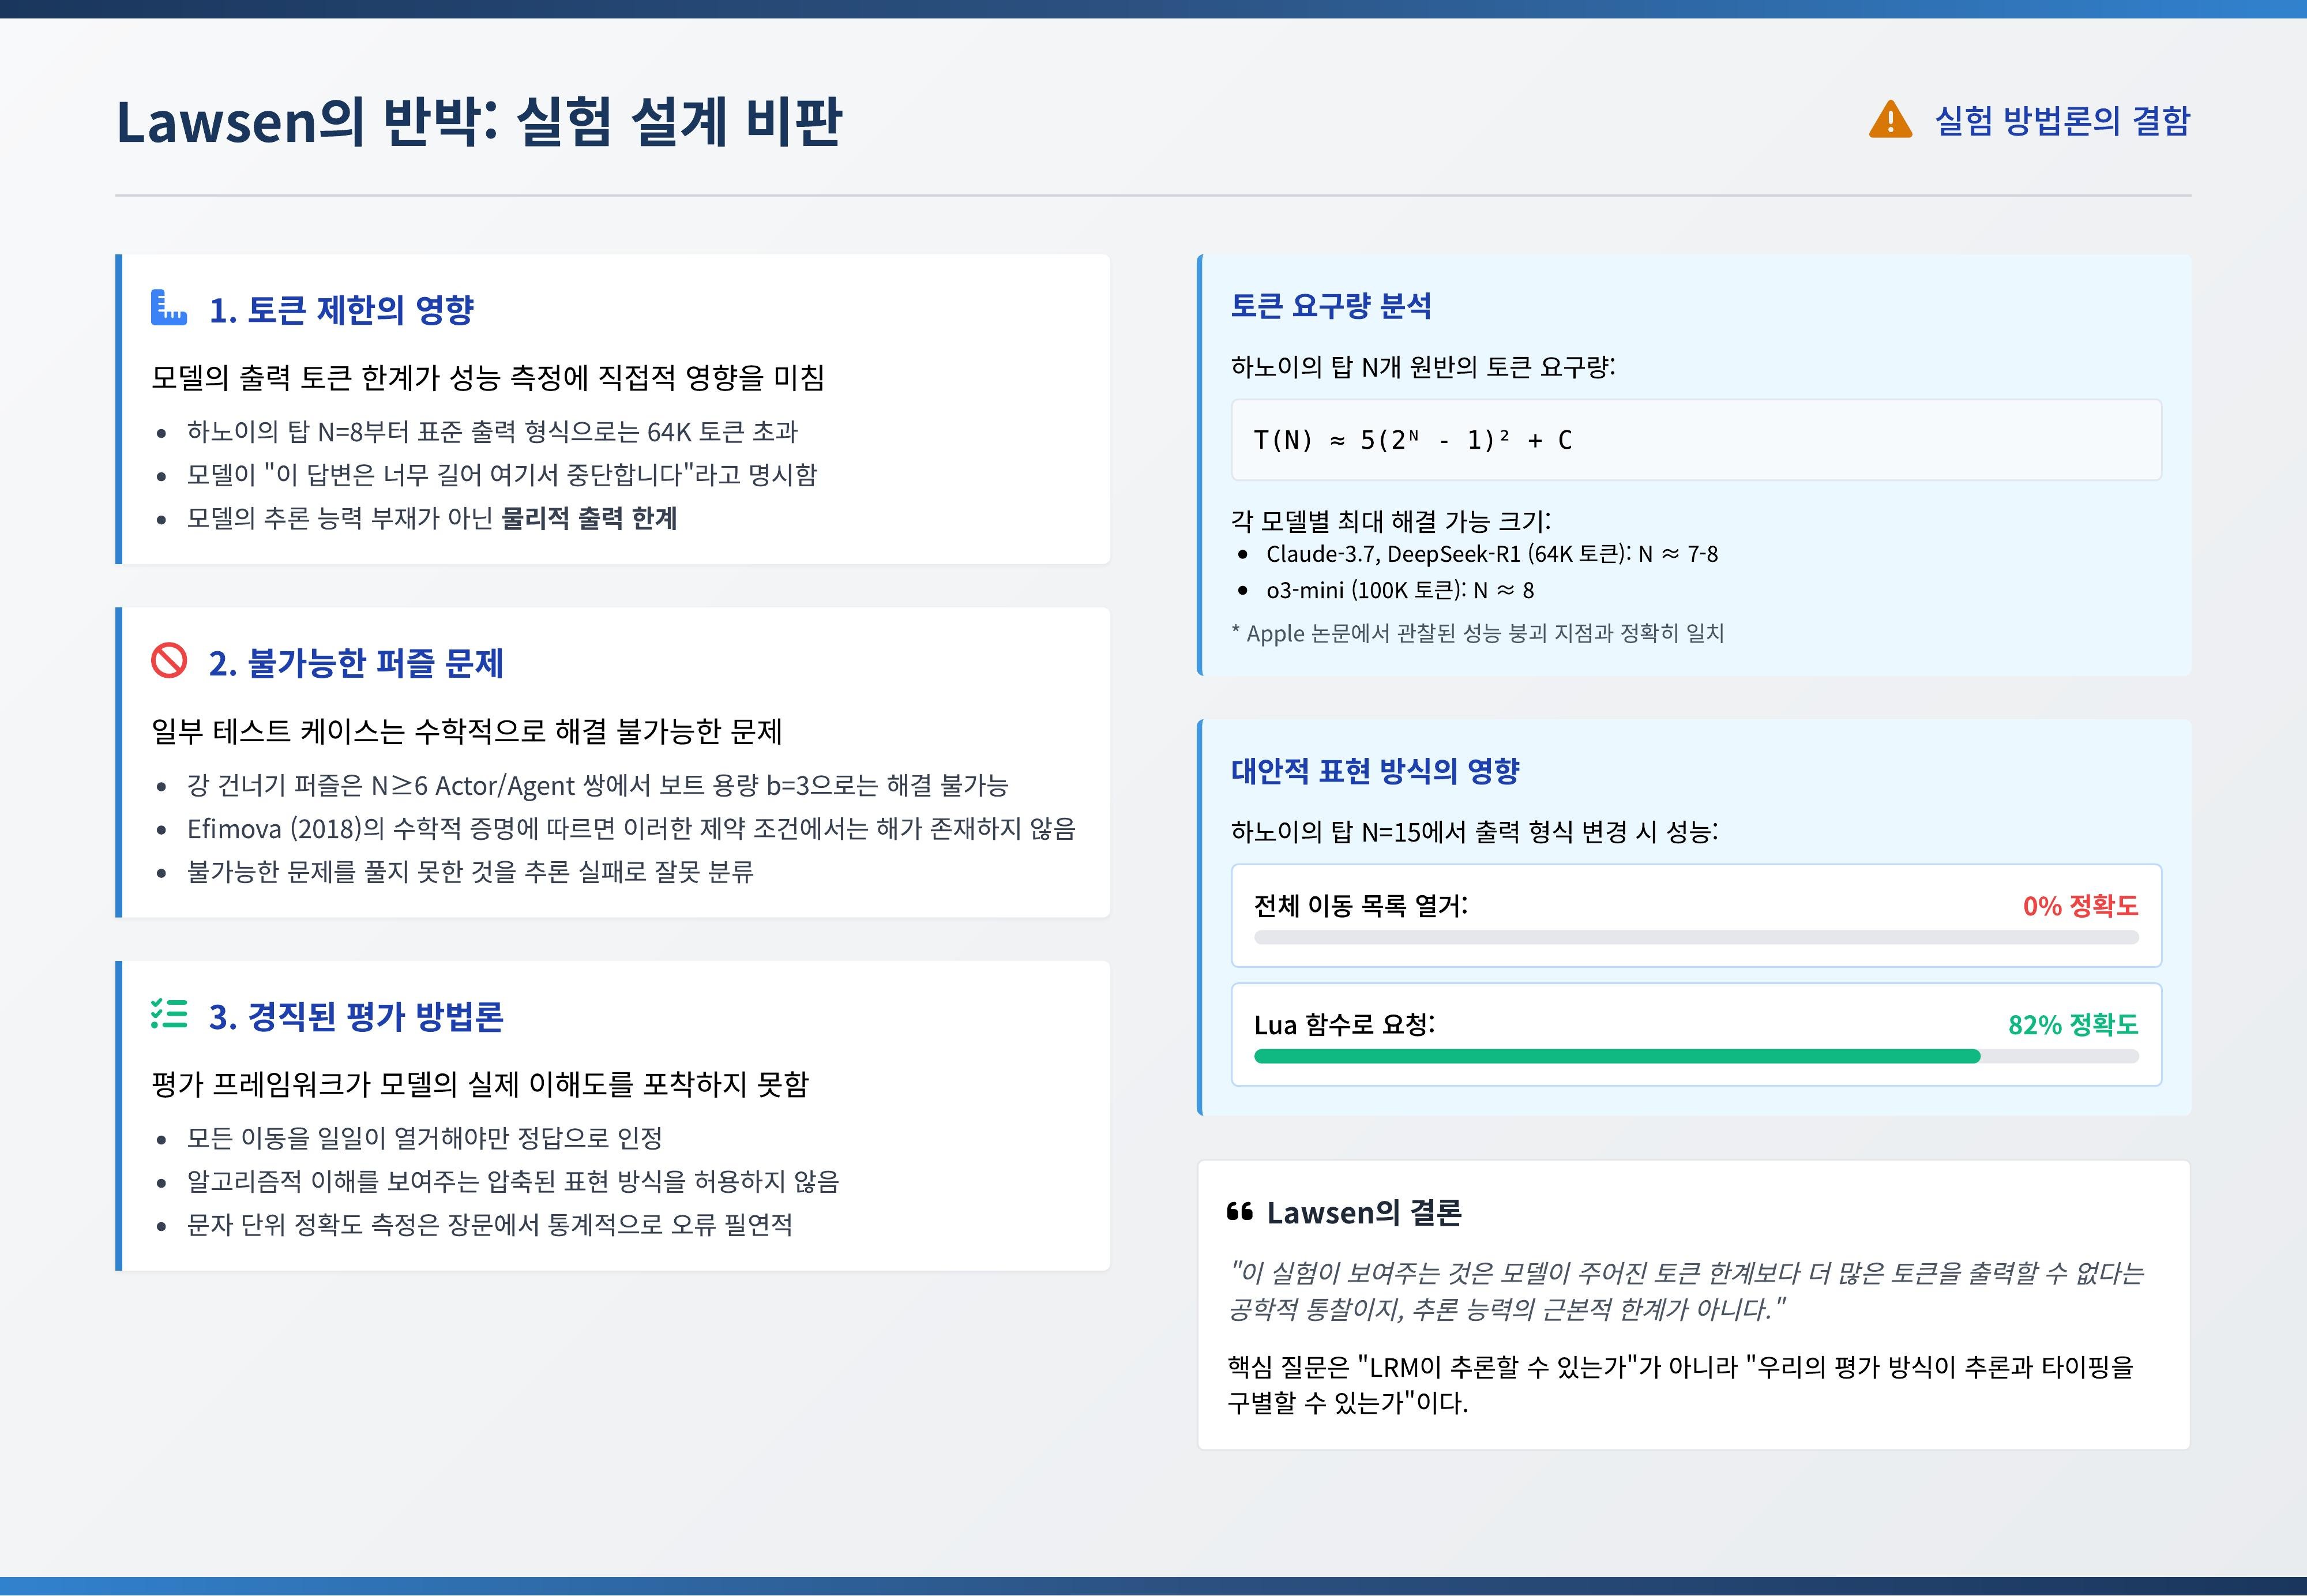 Lawsen의 반박: 실험 설계 비판
실험 방법론의 결함
1. 토큰 제한의 영향
모델의 출력 토큰 한계가 성능 측정에 직접적 영향을 미침
• 하노이의 탑 N=8부터 표준 출력 형식으로는 64K 토큰 초과
• 모델이 "이 답변은 너무 길어 여기서 중단합니다"라고 명시함
• 모델의 추론 능력 부재가 아닌 물리적 출력 한계
2. 불가능한 퍼즐 문제
일부 테스트 케이스는 수학적으로 해결 불가능한 문제
• 강 건너기 퍼즐은 N≥6 Actor/Agent 쌍에서 보트 용량 b=3으로는 해결 불가능
• Efimova (2018)의 수학적 증명에 따르면 이러한 제약 조건에서는 해가 존재하지 않음
• 불가능한 문제를 풀지 못한 것을 추론 실패로 잘못 분류
3. 경직된 평가 방법론
평가 프레임워크가 모델의 실제 이해도를 포착하지 못함
• 모든 이동을 일일이 열거해야만 정답으로 인정
• 알고리즘적 이해를 보여주는 압축된 표현 방식을 허용하지 않음
• 문자 단위 정확도 측정은 장문에서 통계적으로 오류 필연적
토큰 요구량 분석
하노이의 탑 N개 원반의 토큰 요구량:
T(N) ≈ 5(2ᴺ - 1)² + C
각 모델별 최대 해결 가능 크기:
• Claude-3.7, DeepSeek-R1 (64K 토큰): N ≈ 7-8
• o3-mini (100K 토큰): N ≈ 8
* Apple 논문에서 관찰된 성능 붕괴 지점과 정확히 일치
대안적 표현 방식의 영향
하노이의 탑 N=15에서 출력 형식 변경 시 성능:
전체 이동 목록 열거: 0% 정확도
Lua 함수로 요청: 82% 정확도
Lawsen의 결론
"이 실험이 보여주는 것은 모델이 주어진 토큰 한계보다 더 많은 토큰을 출력할 수 없다는
공학적 통찰이지, 추론 능력의 근본적 한계가 아니다."
핵심 질문은 "LRM이 추론할 수 있는가"가 아니라 "우리의 평가 방식이 추론과 타이핑을
구별할 수 있는가"이다.